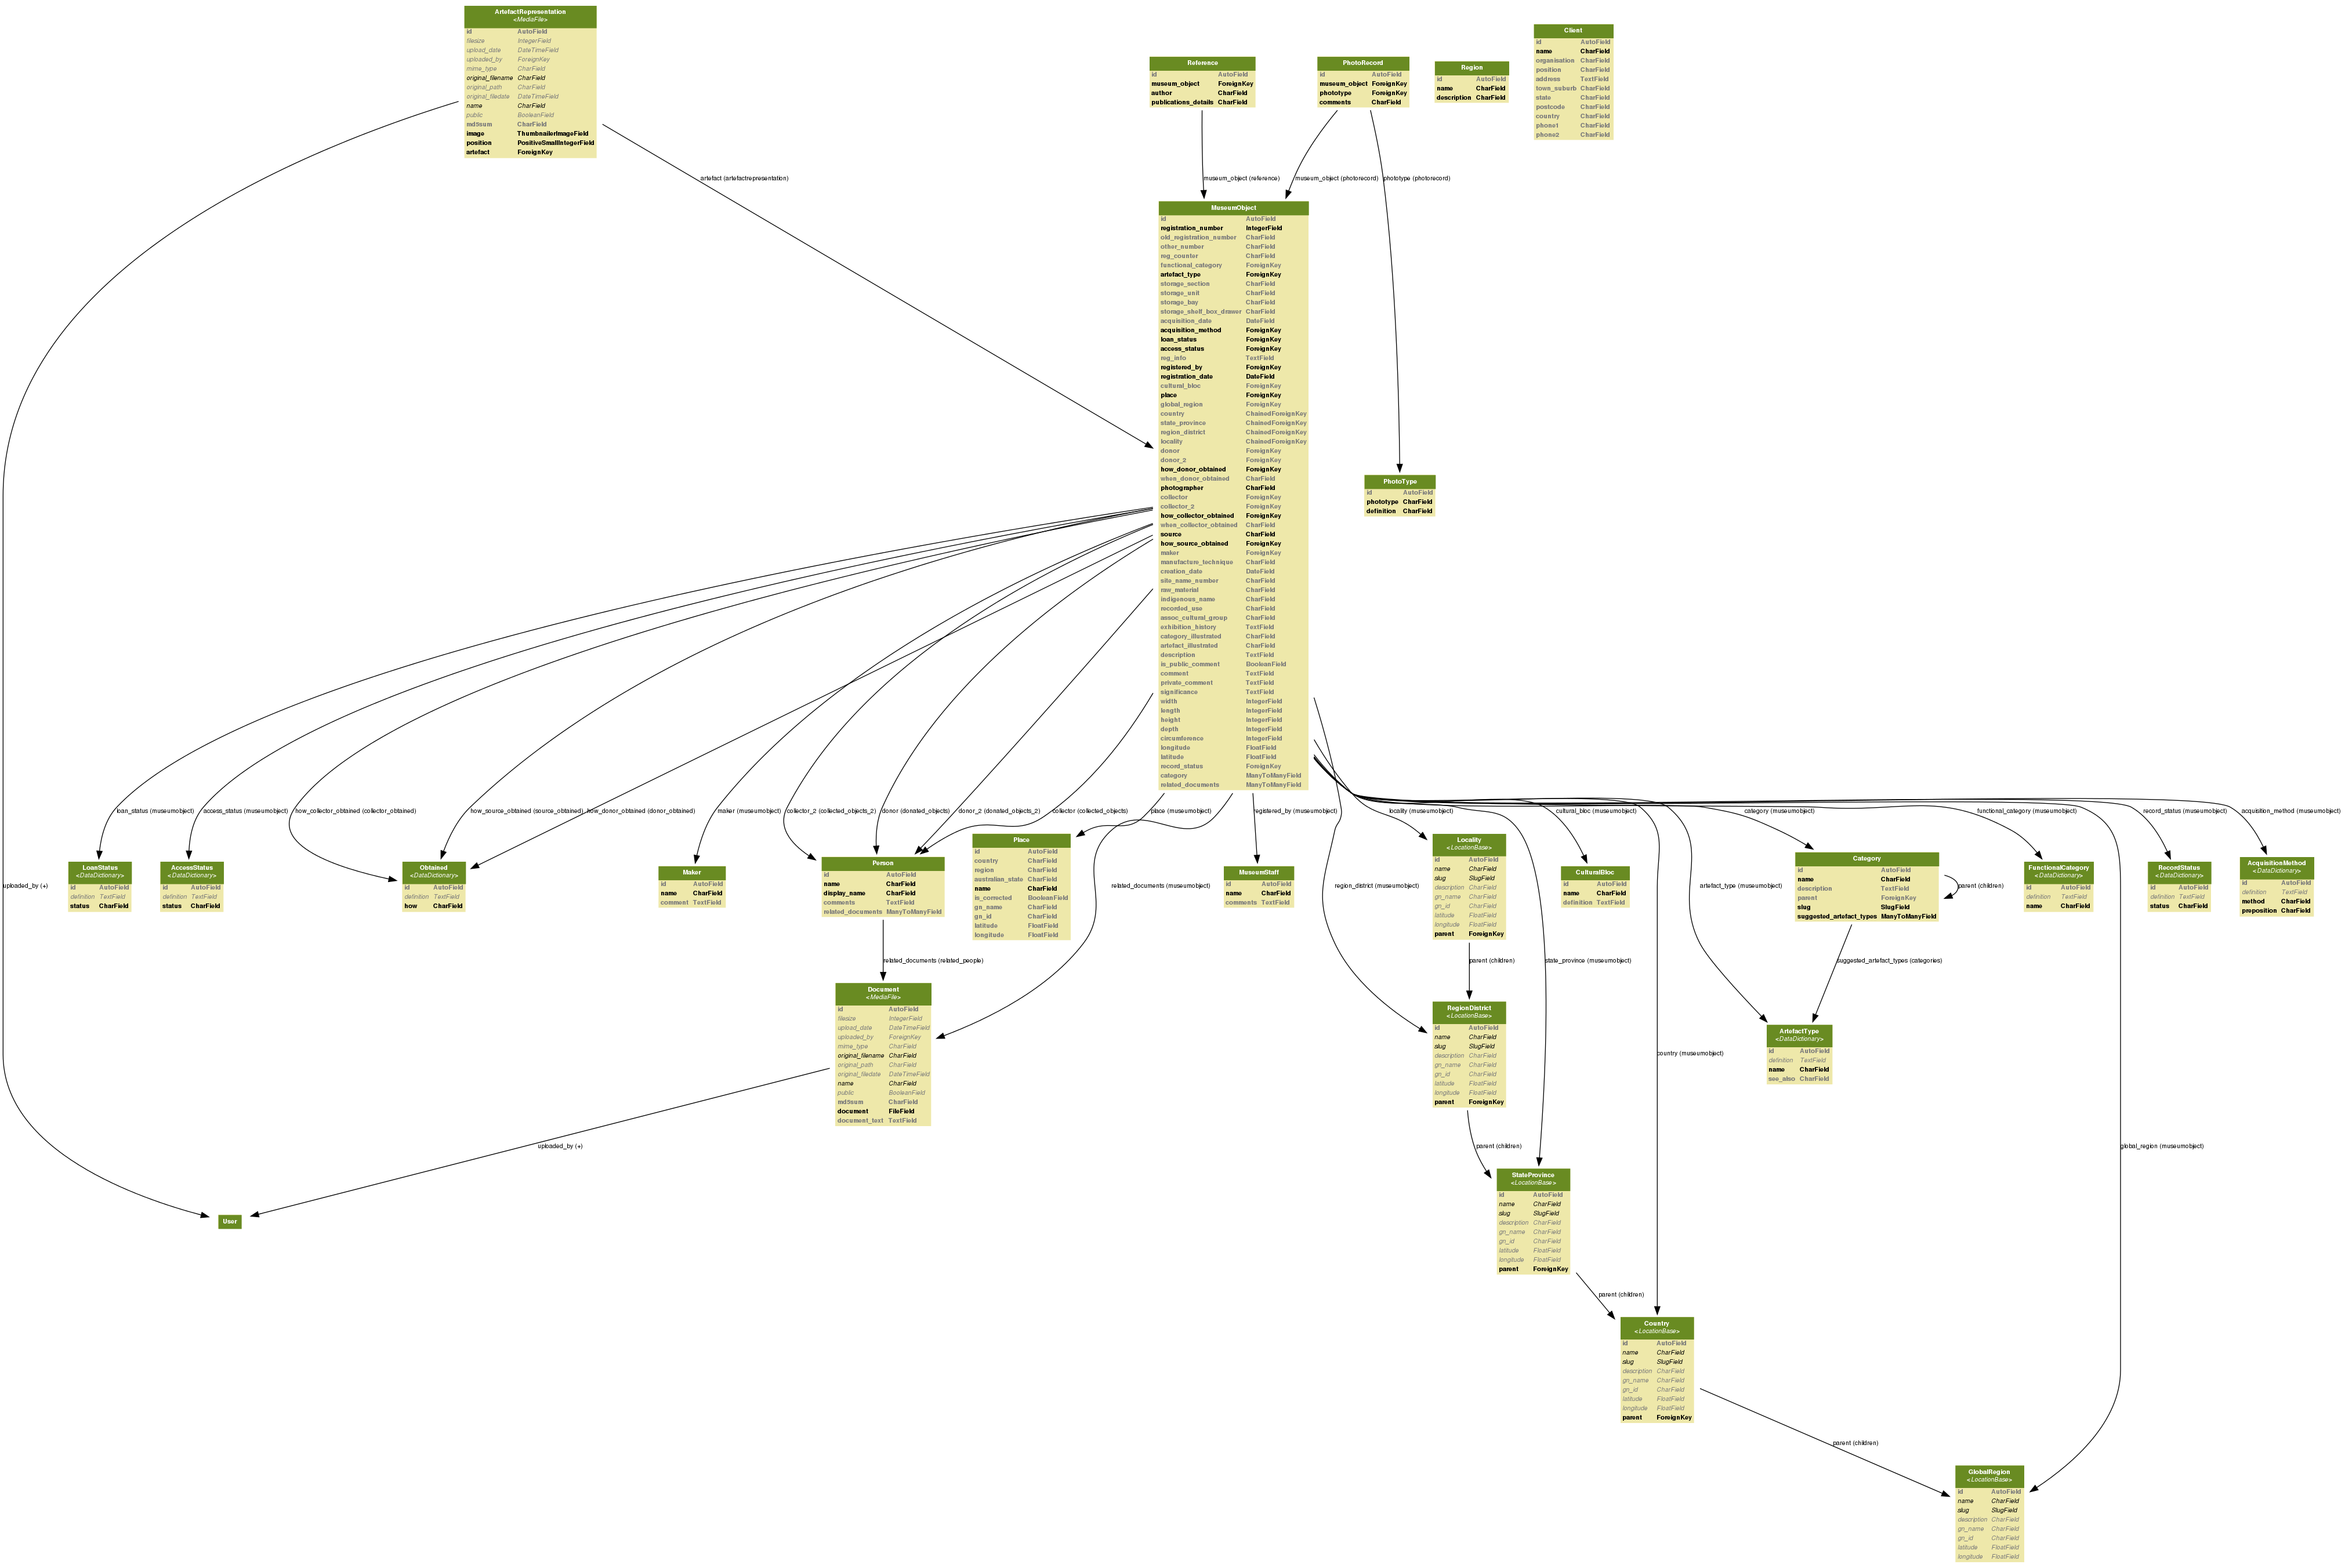 ArtefactRepresentation
<MediaFile>
id AutoField
filesize IntegerField
upload_date DateTimeField
uploaded_by ForeignKey
mime_type CharField
original_filename CharField
original_path CharField
original_filedate DateTimeField
name CharField
public BooleanField
md5sum CharField
image ThumbnailerImageField
position PositiveSmallIntegerField
artefact ForeignKey
Reference
id AutoField
museum_object ForeignKey
author CharField
publications_details CharField
PhotoRecord
id AutoField
museum_object ForeignKey
phototype ForeignKey
comments CharField
Region
id AutoField
name CharField
description CharField
Client
id AutoField
name CharField
organisation CharField
position CharField
address TextField
town_suburb CharField
state CharField
postcode CharField
country CharField
phone1 CharField
phone2 CharField
artefact (artefactrepresentation)
museum_object (reference)
museum_object (photorecord)
phototype (photorecord)
MuseumObject
id AutoField
registration_number IntegerField
old_registration_number CharField
other_number CharField
reg_counter CharField
functional_category ForeignKey
artefact_type ForeignKey
storage_section CharField
storage_unit CharField
storage_bay CharField
storage_shelf_box_drawer CharField
acquisition_date DateField
acquisition_method ForeignKey
loan_status ForeignKey
access_status ForeignKey
reg_info TextField
registered_by ForeignKey
registration_date DateField
cultural_bloc ForeignKey
place ForeignKey
global_region ForeignKey
country ChainedForeignKey
state_province ChainedForeignKey
region_district ChainedForeignKey
locality ChainedForeignKey
donor ForeignKey
donor_2 ForeignKey
how_donor_obtained ForeignKey
when_donor_obtained CharField
photographer CharField
collector ForeignKey
collector_2 ForeignKey
how_collector_obtained ForeignKey
when_collector_obtained CharField
source CharField
how_source_obtained ForeignKey
maker ForeignKey
manufacture_technique CharField
creation_date DateField
site_name_number CharField
raw_material CharField
indigenous_name CharField
recorded_use CharField
assoc_cultural_group CharField
exhibition_history TextField
category_illustrated CharField
artefact_illustrated CharField
description TextField
is_public_comment BooleanField
comment TextField
private_comment TextField
significance TextField
width IntegerField
length IntegerField
height IntegerField
depth IntegerField
circumference IntegerField
longitude FloatField
latitude FloatField
record_status ForeignKey
category ManyToManyField
related_documents ManyToManyField
PhotoType
id AutoField
phototype CharField
definition CharField
loan_status (museumobject)
access_status (museumobject)
how_collector_obtained (collector_obtained)
how_source_obtained (source_obtained)
how_donor_obtained (donor_obtained)
maker (museumobject)
collector_2 (collected_objects_2)
donor (donated_objects)
donor_2 (donated_objects_2)
collector (collected_objects)
place (museumobject)
registered_by (museumobject)
locality (museumobject)
cultural_bloc (museumobject)
category (museumobject)
functional_category (museumobject)
record_status (museumobject)
acquisition_method (museumobject)
uploaded_by (+)
related_documents (museumobject)
region_district (museumobject)
artefact_type (museumobject)
parent (children)
LoanStatus
<DataDictionary>
id AutoField
definition TextField
status CharField
AccessStatus
<DataDictionary>
id AutoField
definition TextField
status CharField
Obtained
<DataDictionary>
id AutoField
definition TextField
how CharField
Maker
id AutoField
name CharField
comment TextField
Person
id AutoField
name CharField
display_name CharField
comments TextField
related_documents ManyToManyField
Place
id AutoField
country CharField
region CharField
australian_state CharField
name CharField
is_corrected BooleanField
gn_name CharField
gn_id CharField
latitude FloatField
longitude FloatField
MuseumStaff
id AutoField
name CharField
comments TextField
Locality
<LocationBase>
id AutoField
name CharField
slug SlugField
description CharField
gn_name CharField
gn_id CharField
latitude FloatField
longitude FloatField
parent ForeignKey
CulturalBloc
id AutoField
name CharField
definition TextField
Category
id AutoField
name CharField
description TextField
parent ForeignKey
slug SlugField
suggested_artefact_types ManyToManyField
FunctionalCategory
<DataDictionary>
id AutoField
definition TextField
name CharField
RecordStatus
<DataDictionary>
id AutoField
definition TextField
status CharField
AcquisitionMethod
<DataDictionary>
id AutoField
definition TextField
method CharField
preposition CharField
related_documents (related_people)
parent (children)
state_province (museumobject)
suggested_artefact_types (categories)
Document
<MediaFile>
id AutoField
filesize IntegerField
upload_date DateTimeField
uploaded_by ForeignKey
mime_type CharField
original_filename CharField
original_path CharField
original_filedate DateTimeField
name CharField
public BooleanField
md5sum CharField
document FileField
document_text TextField
RegionDistrict
<LocationBase>
id AutoField
name CharField
slug SlugField
description CharField
gn_name CharField
gn_id CharField
latitude FloatField
longitude FloatField
parent ForeignKey
country (museumobject)
ArtefactType
<DataDictionary>
id AutoField
definition TextField
name CharField
see_also CharField
uploaded_by (+)
parent (children)
global_region (museumobject)
User
StateProvince
<LocationBase>
id AutoField
name CharField
slug SlugField
description CharField
gn_name CharField
gn_id CharField
latitude FloatField
longitude FloatField
parent ForeignKey
parent (children)
Country
<LocationBase>
id AutoField
name CharField
slug SlugField
description CharField
gn_name CharField
gn_id CharField
latitude FloatField
longitude FloatField
parent ForeignKey
parent (children)
GlobalRegion
<LocationBase>
id AutoField
name CharField
slug SlugField
description CharField
gn_name CharField
gn_id CharField
latitude FloatField
longitude FloatField